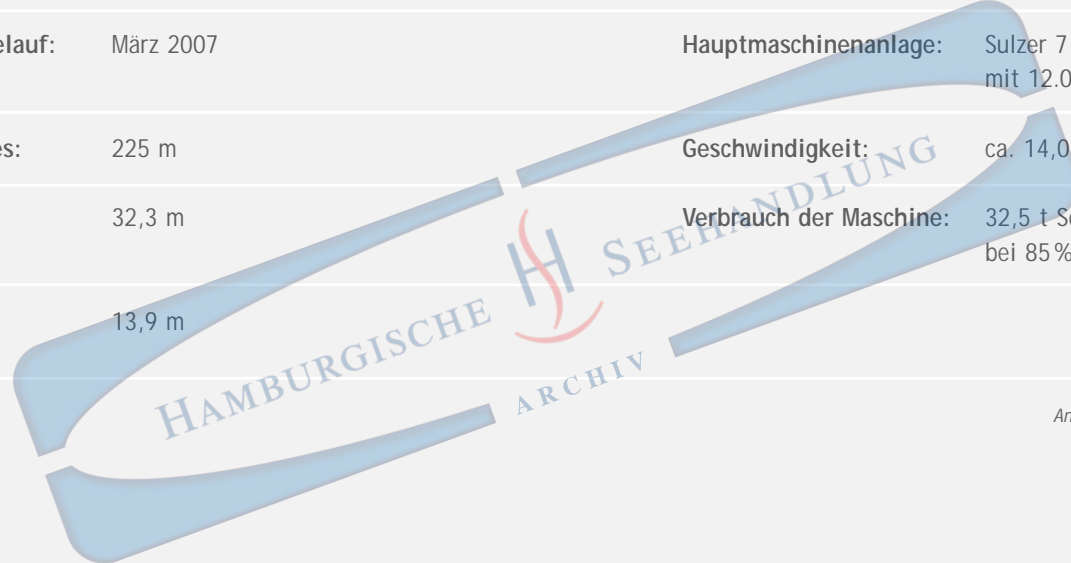 elauf: März 2007
Hauptmaschinenanlage: Sulzer 7
mit 12.0
es: 225 m
Geschwindigkeit: ca. 14,0
32,3 m
Verbrauch der Maschine: 32,5 t
bei 85 %
13,9 m
HAMBURGISCHE SEEHANDLUNG
ARCHIV